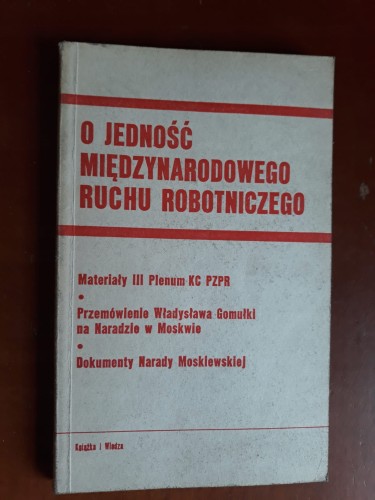 O JEDNOŚĆ
MIĘDZYNARODOWEGO
RUCHU ROBOTNICZEGO
Materiały III Plenum KC PZPR
•
Przemówienie Władysława Gomułki
na Naradzie w Moskwie
•
Dokumenty Narady Moskiewskiej
Książka i Wiedza